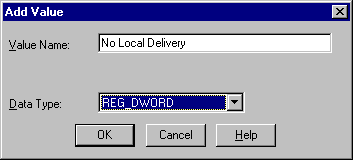 Add Value
Value Name: No Local Delivery
Data Type: REG_DWORD
OK Cancel Help